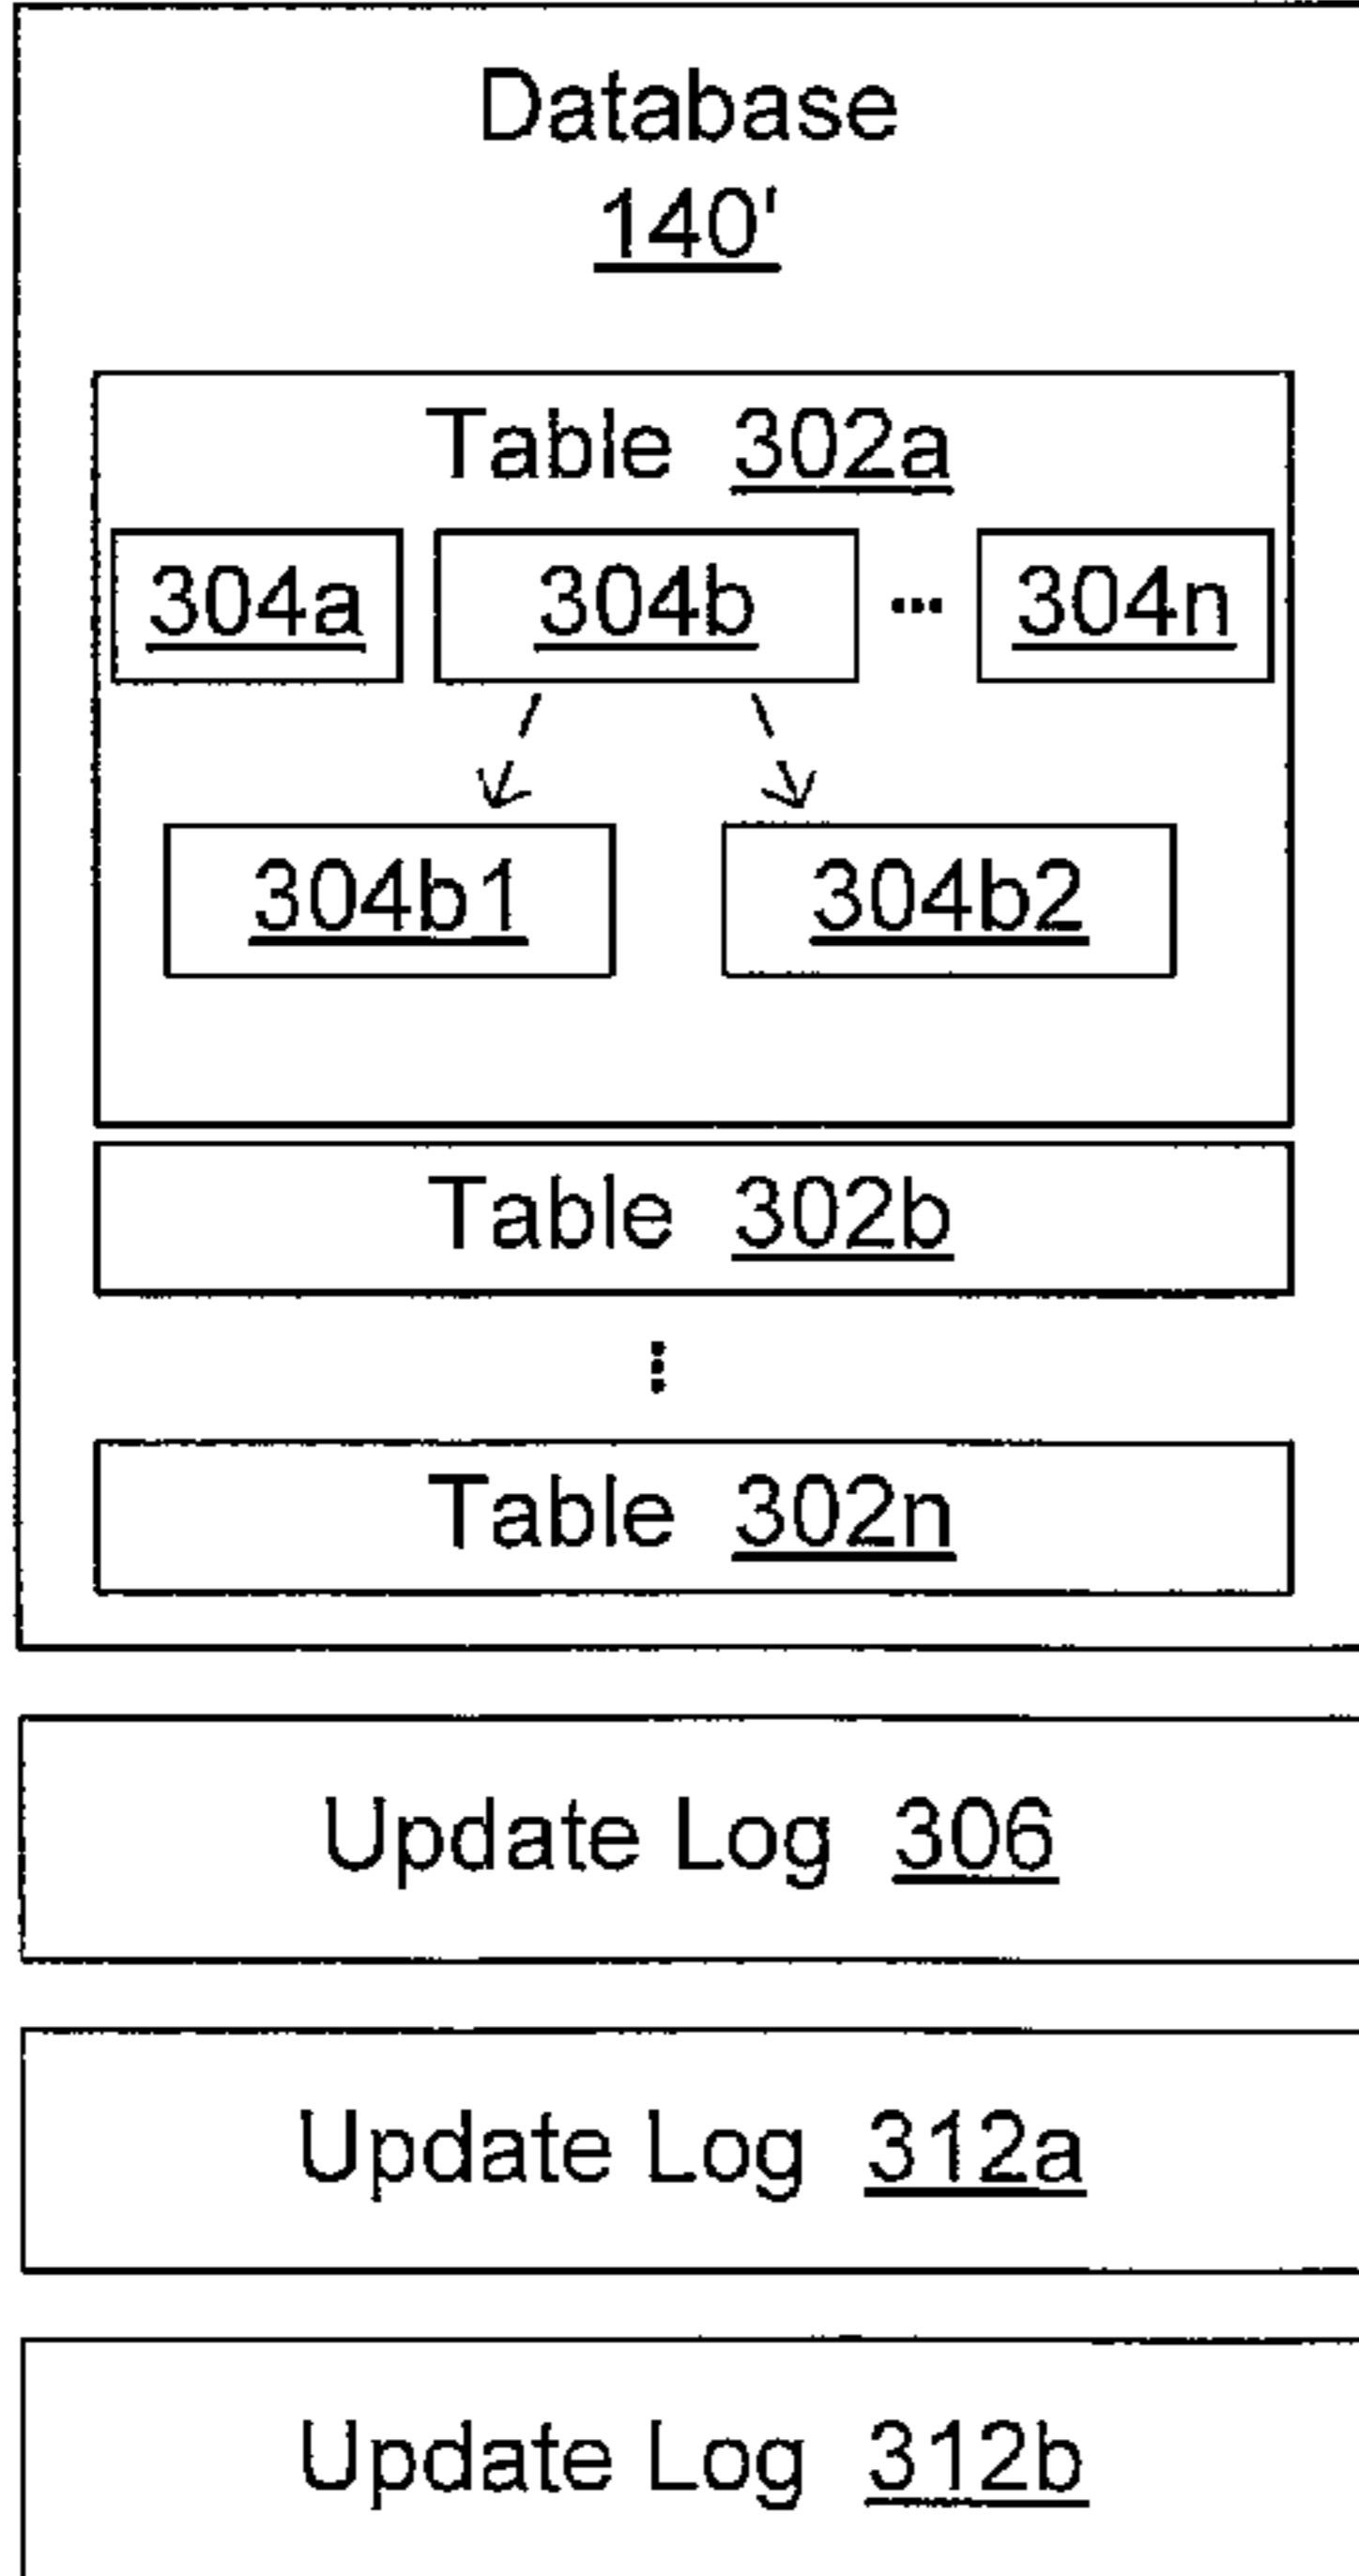 Database
140'
Table 302a
304a 304b ... 304n
304b1 304b2
Table 302b
Table 302n
Update Log 306
Update Log 312a
Update Log 312b